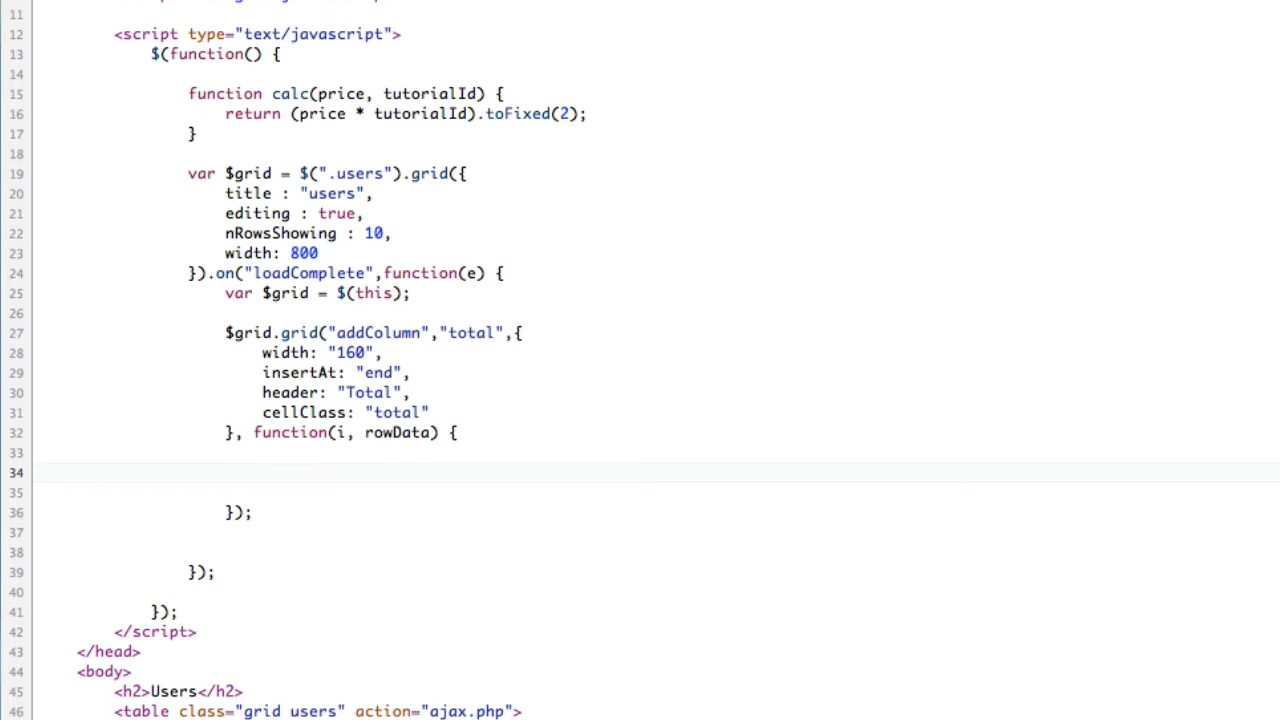 11
12 <script type="text/javascript">
13 $(function() {
14
15 function calc(price, tutorialId) {
16 return (price * tutorialId).toFixed(2);
17 }
18
19 var $grid = $(".users").grid({
20 title : "users",
21 editing : true,
22 nRowsShowing : 10,
23 width: 800
24 }).on("loadComplete",function(e) {
25 var $grid = $(this);
26
27 $grid.grid("addColumn","total",{
28 width: "160",
29 insertAt: "end",
30 header: "Total",
31 cellClass: "total"
32 }, function(i, rowData) {
33
34
35
36 });
37
38
39 });
40
41 });
42 </script>
43 </head>
44 <body>
45 <h2>Users</h2>
46 <table class="grid users" action="ajax.php">